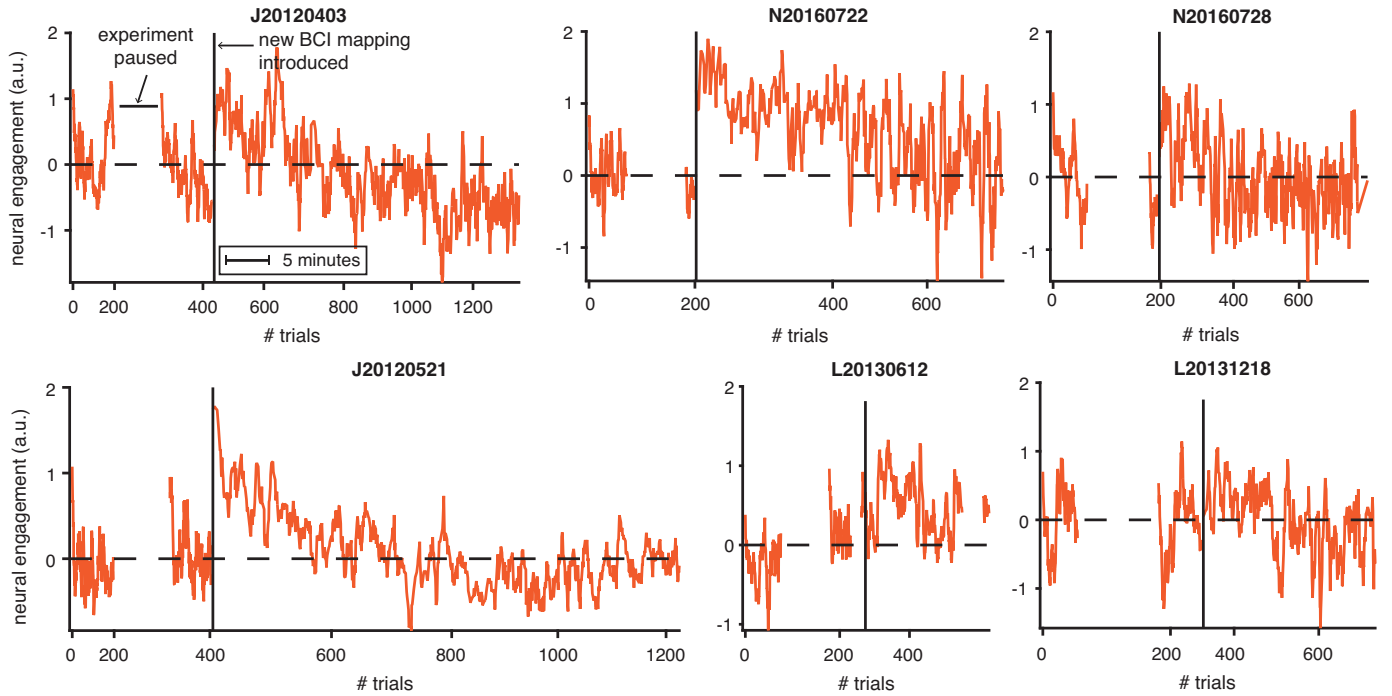 J20120403
N20160722
N20160728
experiment
paused
new BCI mapping
introduced
neural engagement (a.u.)
2
1
0
-1
5 minutes
0 200 400 600 800 1000 1200
# trials
2
1
0
-1
0 200 400 600
# trials
2
1
0
-1
0 200 400 600
# trials
J20120521
L20130612
L20131218
neural engagement (a.u.)
2
1
0
0 200 400 600 800 1000 1200
# trials
2
1
0
-1
0 200 400
# trials
2
1
0
-1
0 200 400 600
# trials